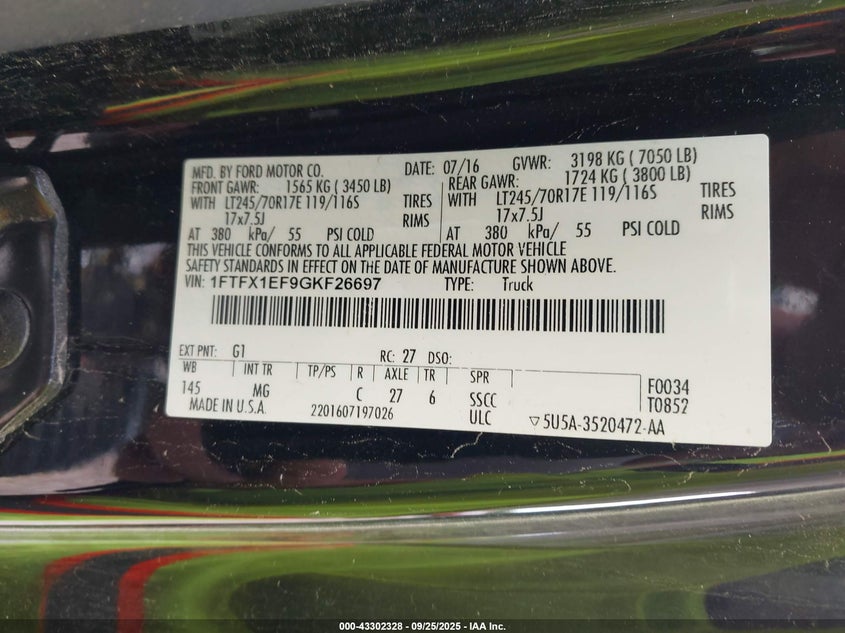 MFD. BY FORD MOTOR CO. DATE: 07/16 GVWR: 3198 KG ( 7050 LB)
FRONT GAWR: 1565 KG ( 3450 LB) REAR GAWR: 1724 KG ( 3800 LB)
WITH LT245/70R17E 119/116S TIRES WITH LT245/70R17E 119/116S TIRES
17x7.5J RIMS 17x7.5J RIMS
AT 380 kPa/ 55 PSI COLD AT 380 kPa/ 55 PSI COLD
THIS VEHICLE CONFORMS TO ALL APPLICABLE FEDERAL MOTOR VEHICLE
SAFETY STANDARDS IN EFFECT ON THE DATE OF MANUFACTURE SHOWN ABOVE.
VIN: 1FTFX1EF9GKF26697 TYPE: Truck
EXT PNT: G1 RC: 27 DSO:
WB INT TR TP/PS R AXLE TR SPR
145 MG C 27 6 SSCC F0034
MADE IN U.S.A. 2201607197026 ULC ▽5U5A-3520472-AA T0852
000-43302328 - 09/25/2025 - IAA Inc.